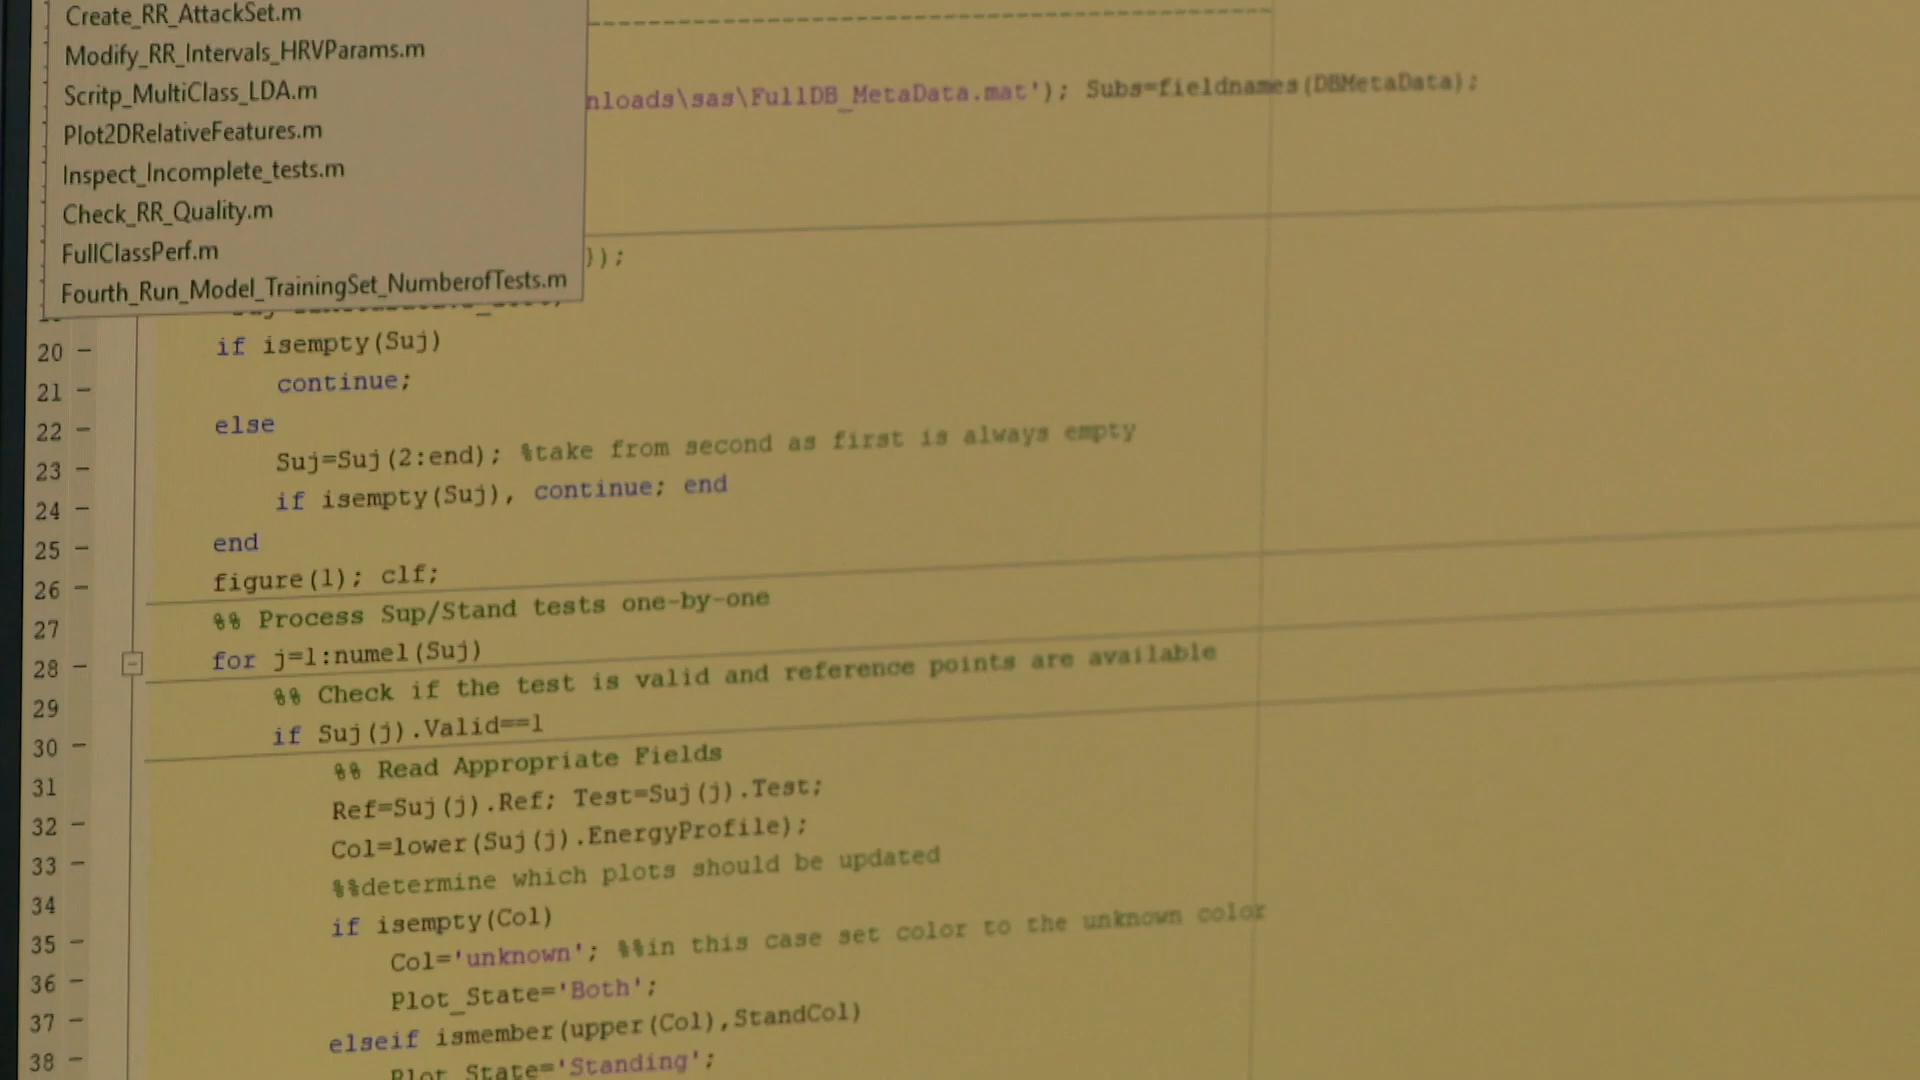 Create_RR_AttackSet.m
Modify_RR_Intervals_HRVParams.m
Scritp_MultiClass_LDA.m
Plot2DRelativeFeatures.m
Inspect_Incomplete_tests.m
Check_RR_Quality.m
FullClassPerf.m
Fourth_Run_Model_TrainingSet_NumberofTests.m
nloads\sas\FullDB_MetaData.mat'); Subs=fieldnames(DBMetaData);
});
20 if isempty(Suj)
21 continue;
22 else
23 Suj=Suj(2:end); %take from second as first is always empty
24 if isempty(Suj), continue; end
25 end
26 figure(1); clf;
27 %% Process Sup/Stand tests one-by-one
28 for j=1:numel(Suj)
29 %% Check if the test is valid and reference points are available
30 if Suj(j).Valid==1
31 %% Read Appropriate Fields
32 Ref=Suj(j).Ref; Test=Suj(j).Test;
33 Col=lower(Suj(j).EnergyProfile);
34 %%determine which plots should be updated
35 if isempty(Col)
36 Col='unknown'; %%in this case set color to the unknown color
37 Plot_State='Both';
38 elseif ismember(upper(Col),StandCol)
Plot_State='Standing';